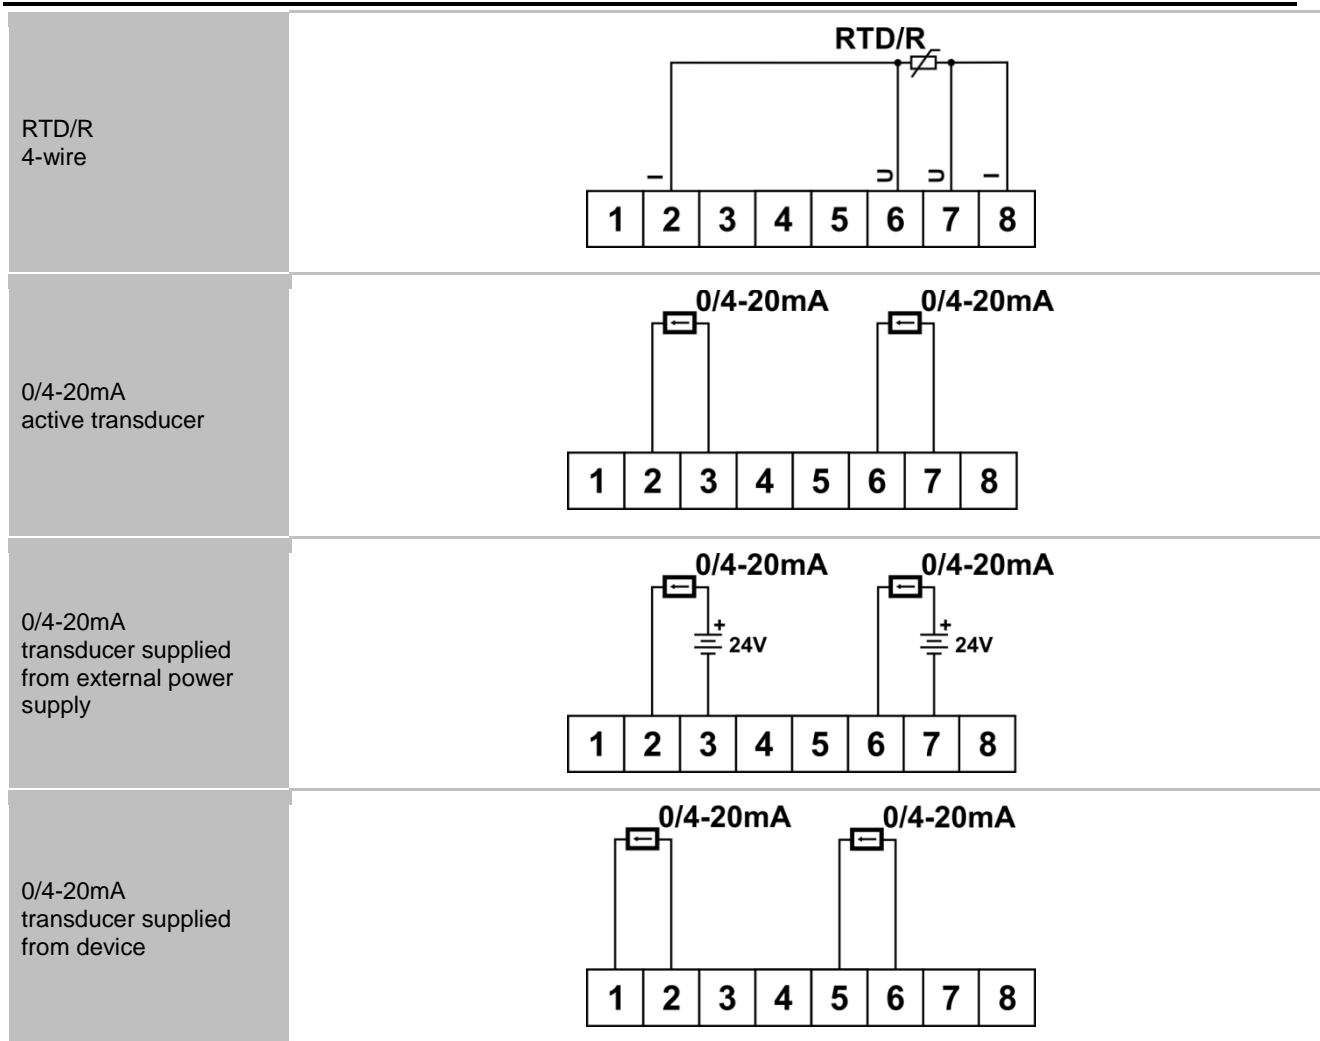 RTD/R
RTD/R
4-wire
I U U I
1 2 3 4 5 6 7 8
0/4-20mA 0/4-20mA
0/4-20mA
active transducer
1 2 3 4 5 6 7 8
0/4-20mA 0/4-20mA
0/4-20mA
transducer supplied
from external power
supply
+ 24V + 24V
1 2 3 4 5 6 7 8
0/4-20mA 0/4-20mA
0/4-20mA
transducer supplied
from device
1 2 3 4 5 6 7 8